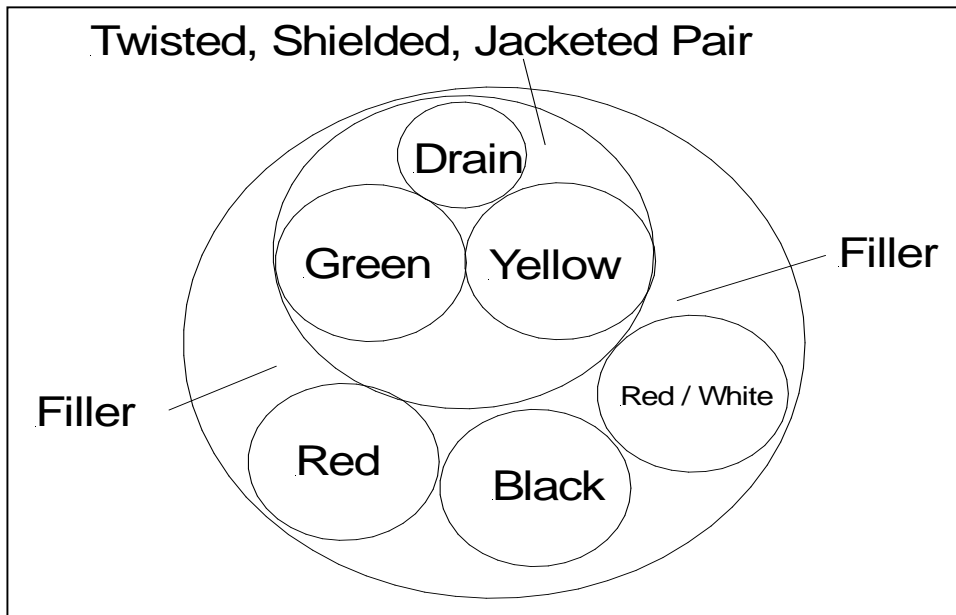 Twisted, Shielded, Jacketed Pair
Drain
Green
Yellow
Filler
Red / White
Filler
Red
Black